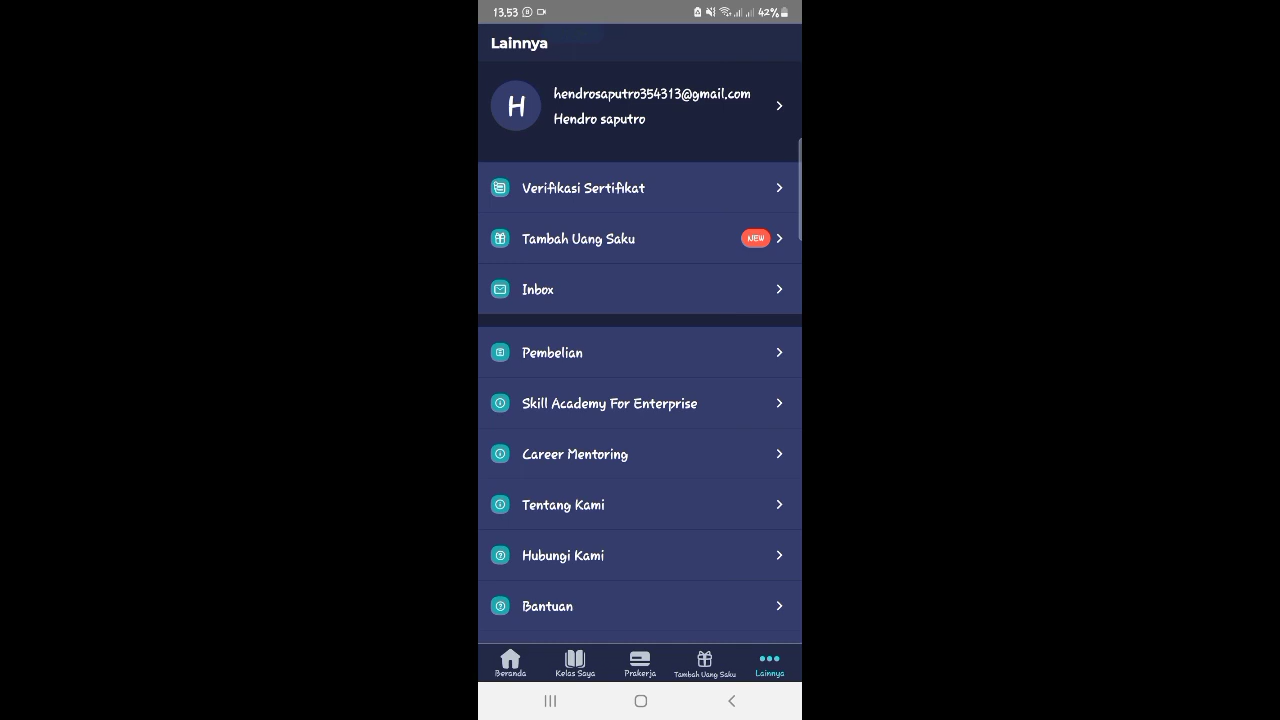 13.53
42%
Lainnya
H
hendrosaputro354313@gmail.com
Hendro saputro
Verifikasi Sertifikat
Tambah Uang Saku
NEW
Inbox
Pembelian
Skill Academy For Enterprise
Career Mentoring
Tentang Kami
Hubungi Kami
Bantuan
Beranda
Kelas Saya
Prakerja
Tambah Uang Saku
Lainnya